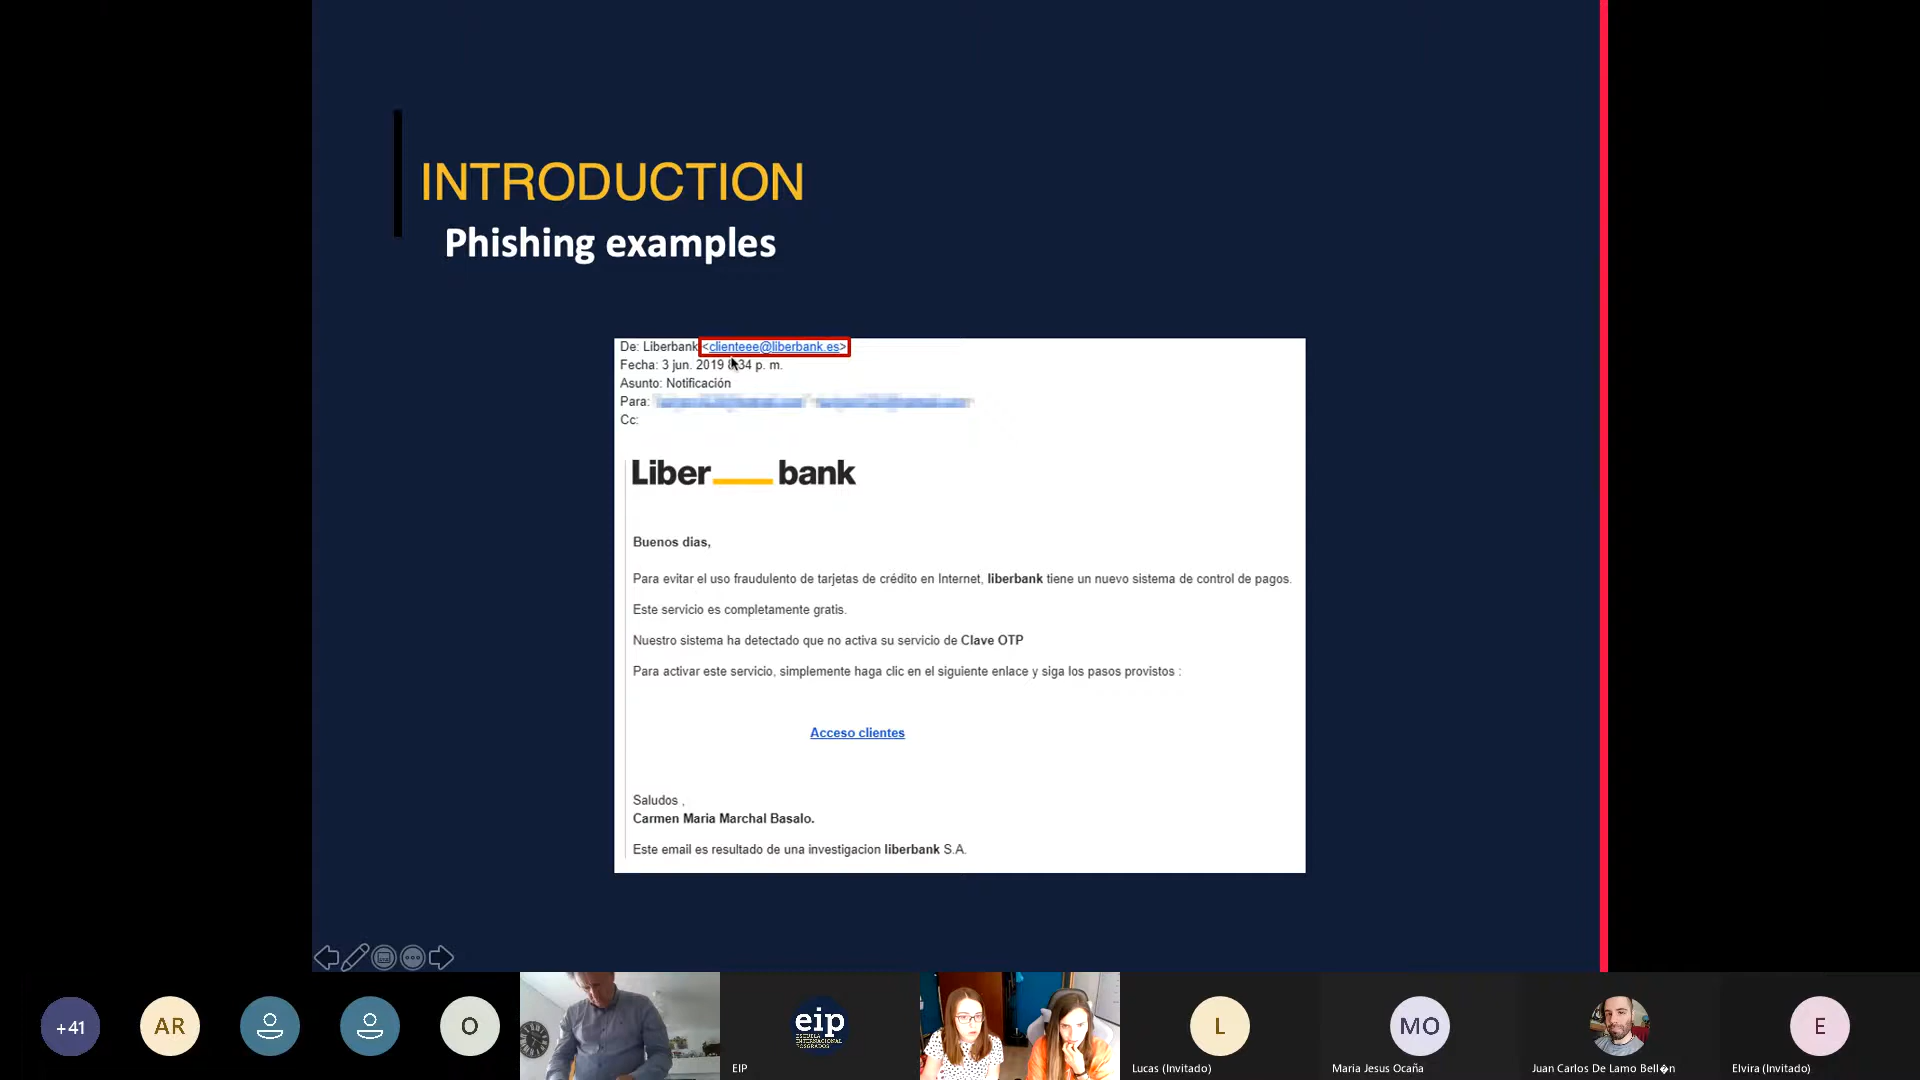 INTRODUCTION
Phishing examples
De: Liberbank <clienteee@liberbank.es>
Fecha: 3 jun. 2019 8:34 p. m.
Asunto: Notificación
Para:
Cc:
Liber bank
Buenos dias,
Para evitar el uso fraudulento de tarjetas de crédito en Internet, liberbank tiene un nuevo sistema de control de pagos.
Este servicio es completamente gratis.
Nuestro sistema ha detectado que no activa su servicio de Clave OTP
Para activar este servicio, simplemente haga clic en el siguiente enlace y siga los pasos provistos :
Acceso clientes
Saludos ,
Carmen Maria Marchal Basalo.
Este email es resultado de una investigacion liberbank S.A.
+41
AR
O
eip
ESCUELA
INTERNACIONAL
POSGRADOS
EIP
L
Lucas (Invitado)
MO
Maria Jesus Ocaña
Juan Carlos De Lamo Bell�n
E
Elvira (Invitado)